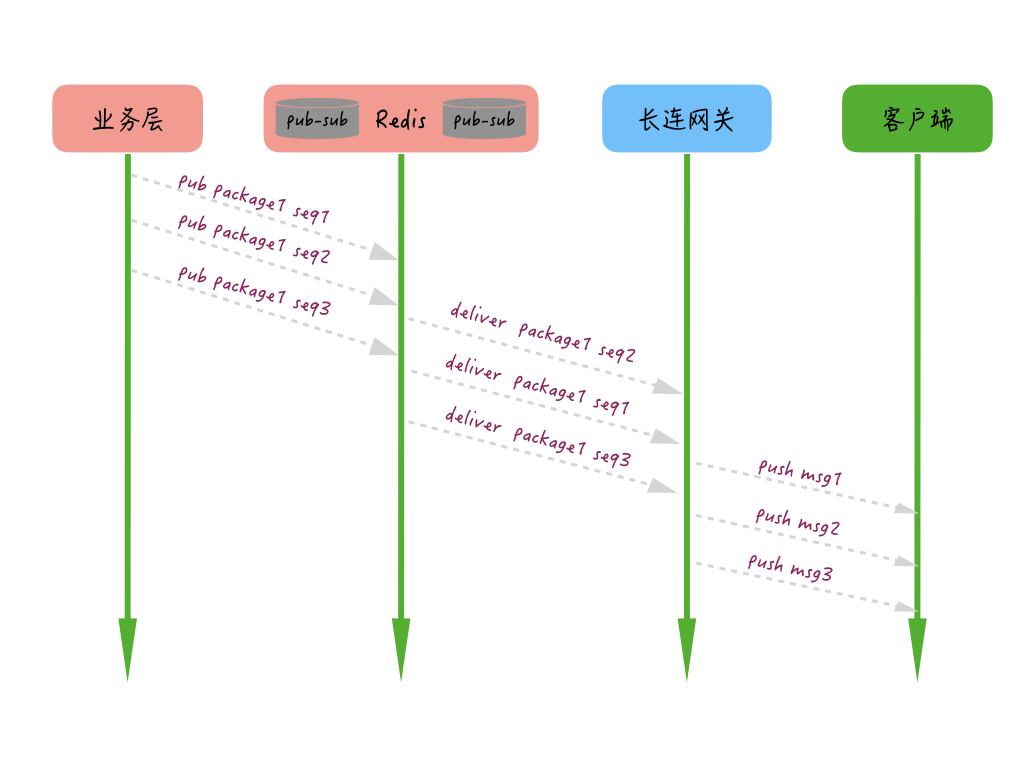 业务层
pub-sub
Redis
pub-sub
长连网关
客户端
pub package1 seq1
pub package1 seq2
pub package1 seq3
deliver package1 seq2
deliver package1 seq1
deliver package1 seq3
push msg1
push msg2
push msg3